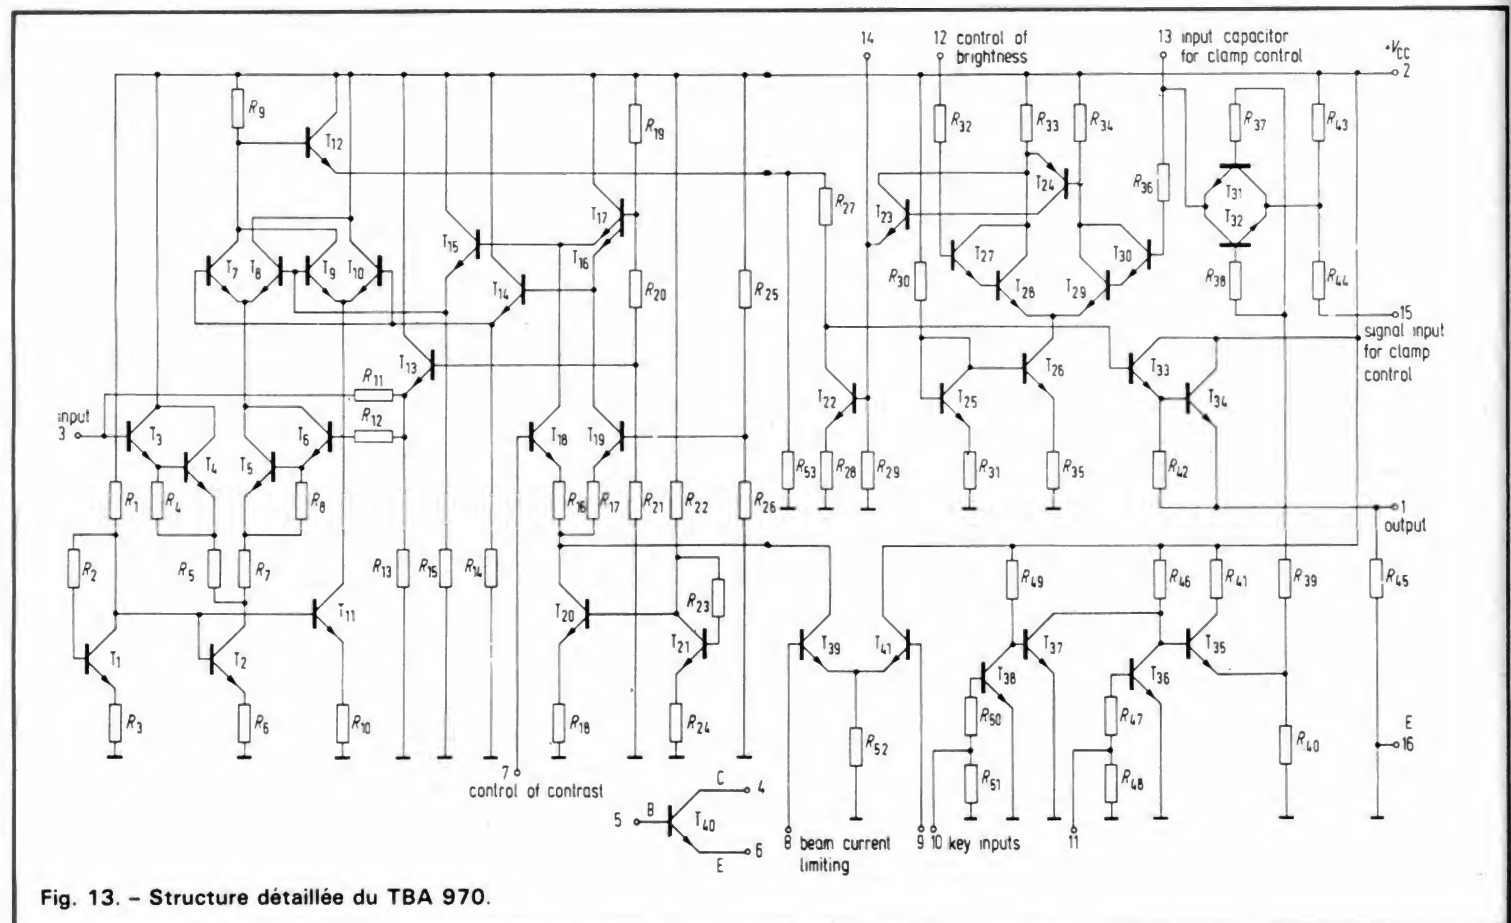 14
12 control of
brightness
13 input capacitor
for clamp control
+VCC
2
R9
T12
R19
R32
R33
R34
R37
R43
T17
T24
R36
T31
T32
R27
T23
T15
T16
T7
T8
T9
T10
T27
T30
R30
R38
R44
T14
R20
R25
T28
T29
15
signal input
for clamp
control
T13
T26
T33
R11
T22
T25
T34
input
3
R12
T3
T6
T18
T19
T4
T5
R53
R28
R29
R31
R35
R42
R1
R4
R8
R16
R17
R21
R22
R26
1
output
R2
R5
R7
R13
R15
R14
R49
R46
R41
R39
R45
R23
T11
T20
T21
T39
T41
T37
T35
T1
T2
T38
T36
R50
R47
R3
R6
R10
R18
R24
R52
R40
E
16
R51
R48
7
control of contrast
C
4
5
B
T40
6
E
8 beam current
limiting
9
10 key inputs
11
Fig. 13. – Structure détaillée du TBA 970.